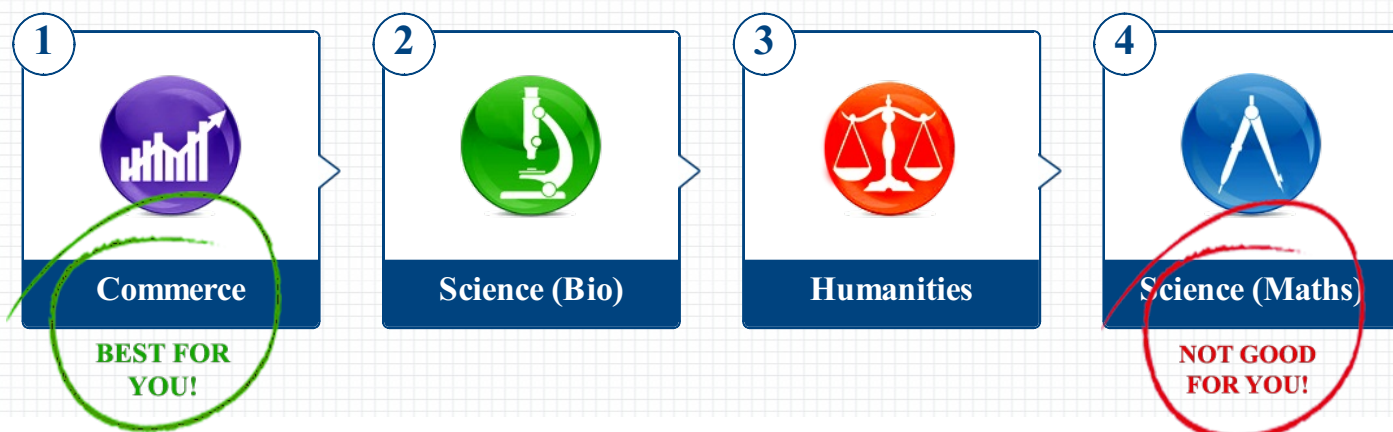 1
2
3
4
Commerce
Science (Bio)
Humanities
Science (Maths)
BEST FOR
YOU!
NOT GOOD
FOR YOU!